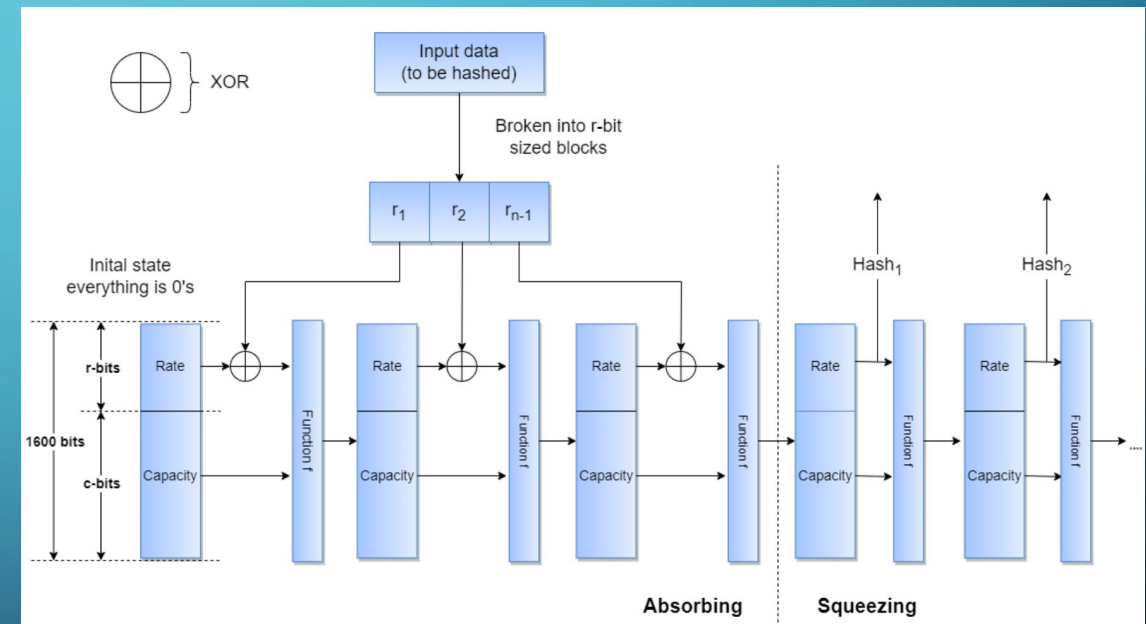 Input data
(to be hashed)
XOR
Broken into r-bit
sized blocks
r1
r2
rn-1
Inital state
everything is 0's
Hash1
Hash2
1600 bits
r-bits
c-bits
Rate
Capacity
Function f
Rate
Capacity
Function f
Rate
Capacity
Function f
Rate
Capacity
Function f
Rate
Capacity
Function f
....
Absorbing
Squeezing